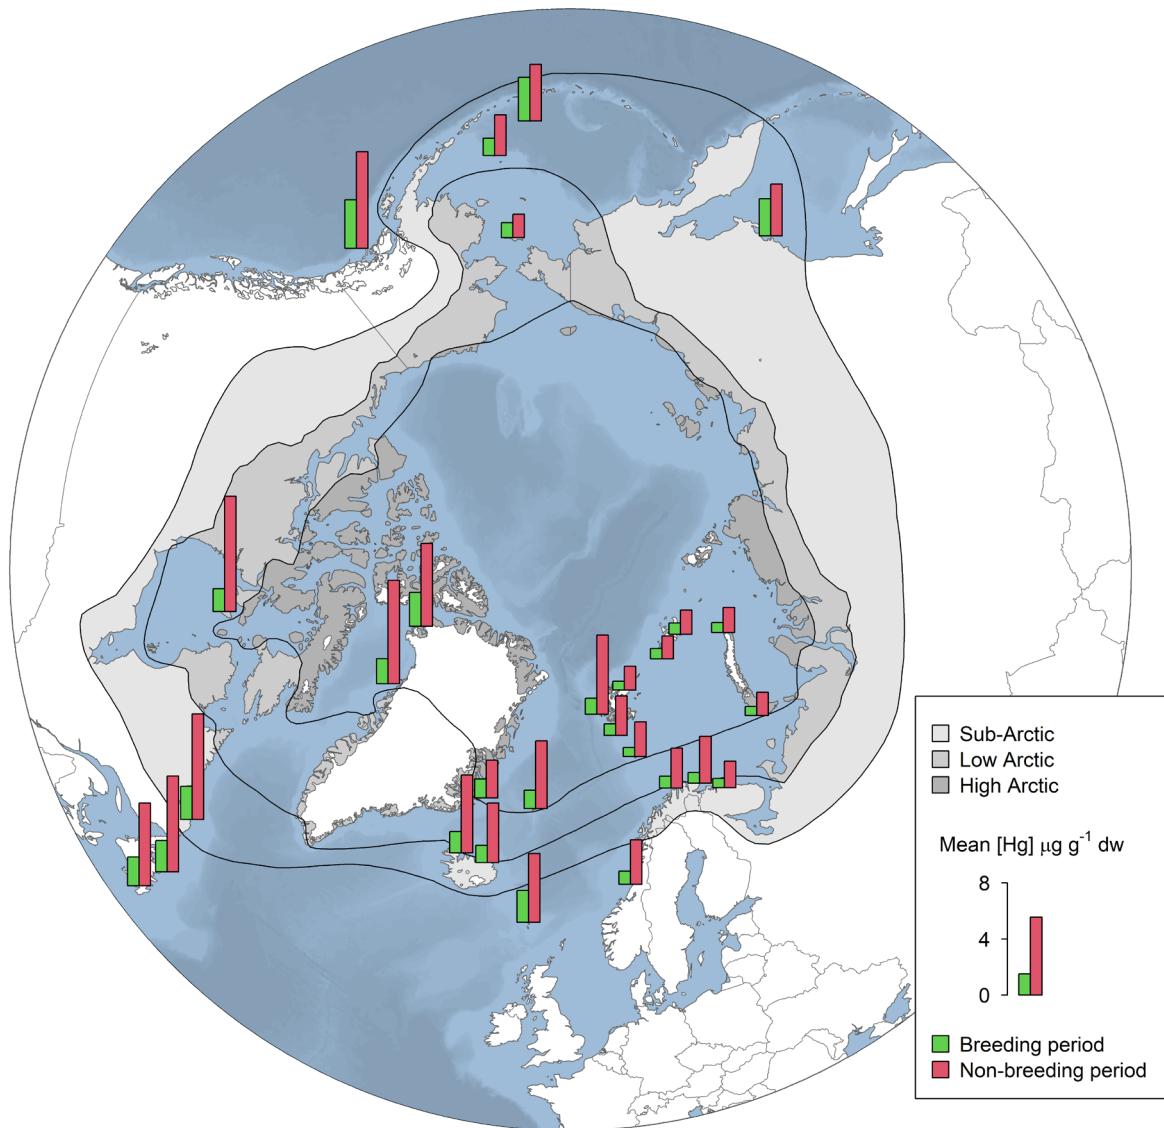 Sub-Arctic
Low Arctic
High Arctic
Mean [Hg] μg g⁻¹ dw
8
4
0
Breeding period
Non-breeding period